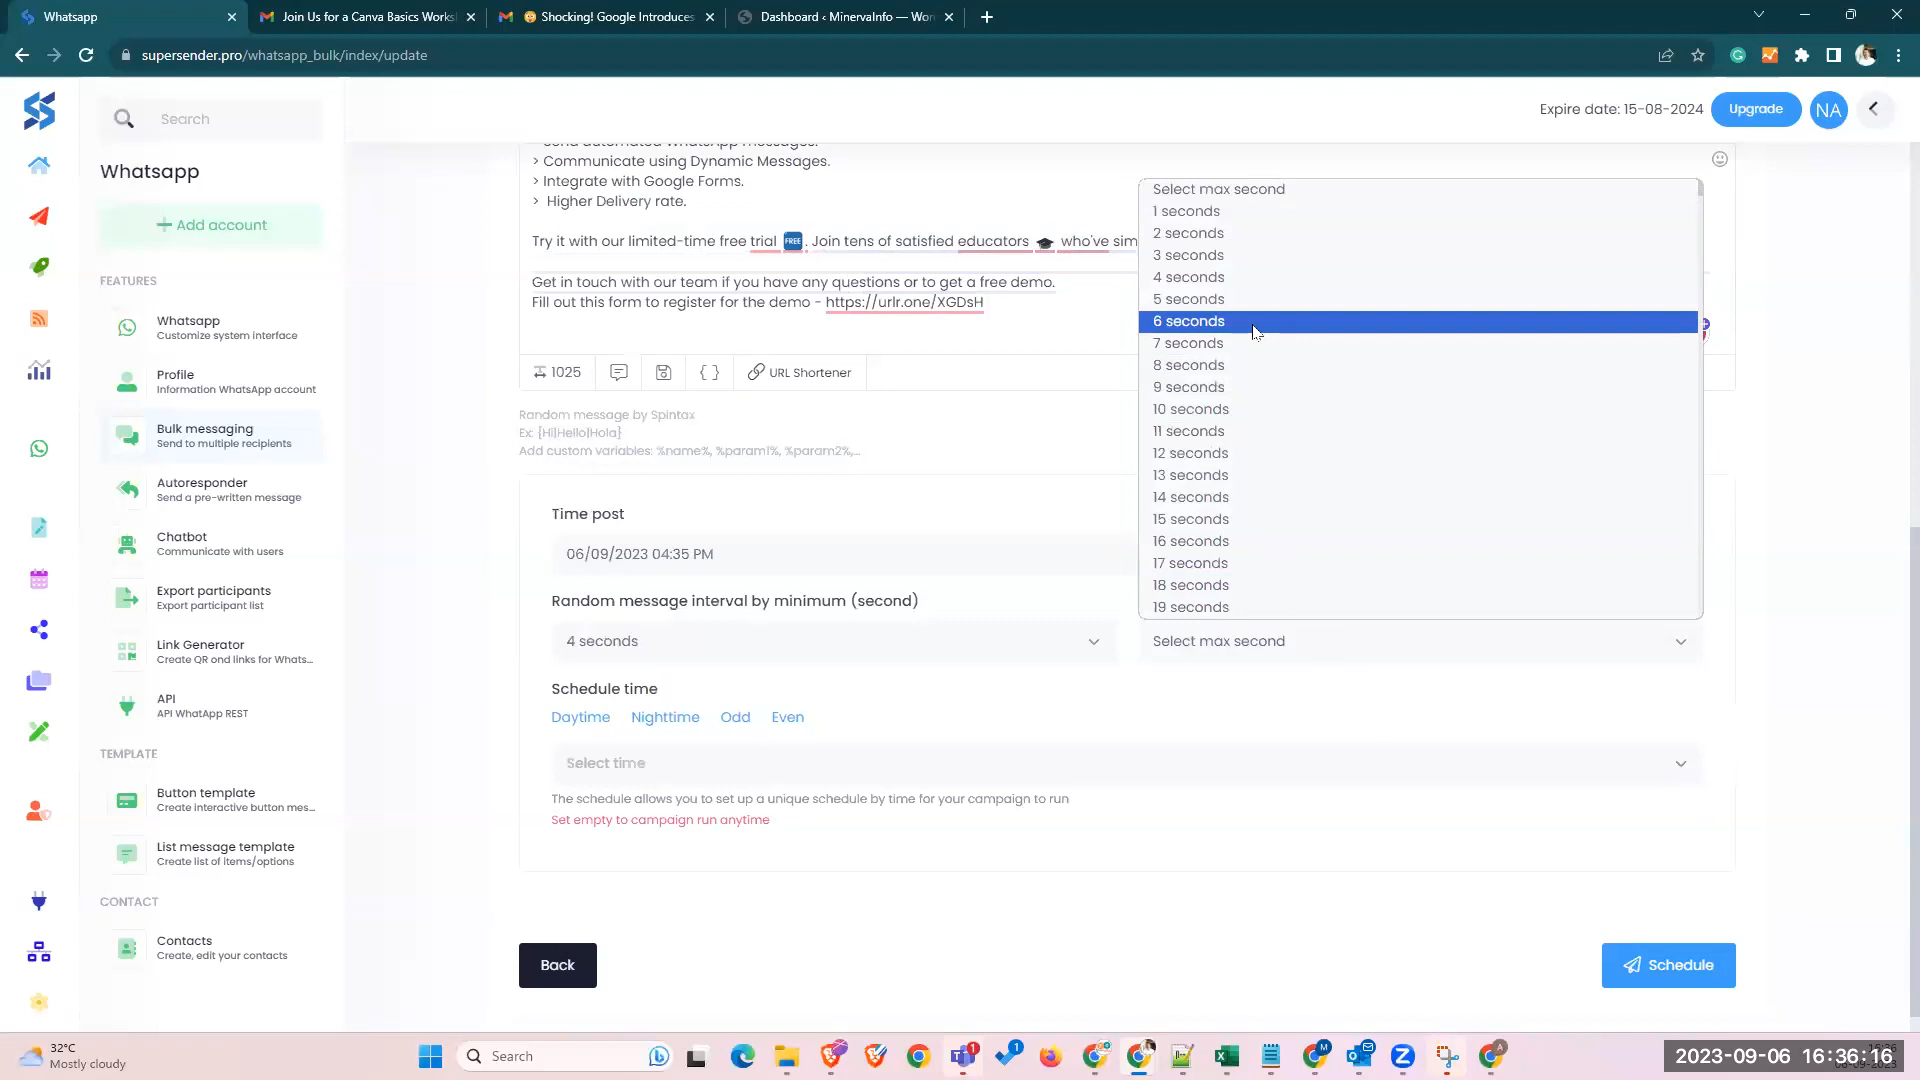 Whatsapp
Join Us for a Canva Basics Works
Shocking! Google Introduces
Dashboard ‹ MinervaInfo — Wor
supersender.pro/whatsapp_bulk/index/update
Search
Expire date: 15-08-2024
Upgrade
NA
Whatsapp
Add account
FEATURES
Whatsapp
Customize system interface
Profile
Information WhatsApp account
Bulk messaging
Send to multiple recipients
Autoresponder
Send a pre-written message
Chatbot
Communicate with users
Export participants
Export participant list
Link Generator
Create QR ond links for Whats...
API
API WhatApp REST
TEMPLATE
Button template
Create interactive button mes...
List message template
Create list of items/options
CONTACT
Contacts
Create, edit your contacts
> Send automated WhatsApp messages.
> Communicate using Dynamic Messages.
> Integrate with Google Forms.
> Higher Delivery rate.
Try it with our limited-time free trial FREE. Join tens of satisfied educators who've sim
Get in touch with our team if you have any questions or to get a free demo.
Fill out this form to register for the demo - https://urlr.one/XGDsH
1025
{ }
URL Shortener
Random message by Spintax
Ex: {Hi|Hello|Hola}
Add custom variables: %name%, %param1%, %param2%,...
Time post
06/09/2023 04:35 PM
Random message interval by minimum (second)
4 seconds
Select max second
1 seconds
2 seconds
3 seconds
4 seconds
5 seconds
6 seconds
7 seconds
8 seconds
9 seconds
10 seconds
11 seconds
12 seconds
13 seconds
14 seconds
15 seconds
16 seconds
17 seconds
18 seconds
19 seconds
Select max second
Schedule time
Daytime Nighttime Odd Even
Select time
The schedule allows you to set up a unique schedule by time for your campaign to run
Set empty to campaign run anytime
Back
Schedule
32°C
Mostly cloudy
Search
2023-09-06 16:36:16